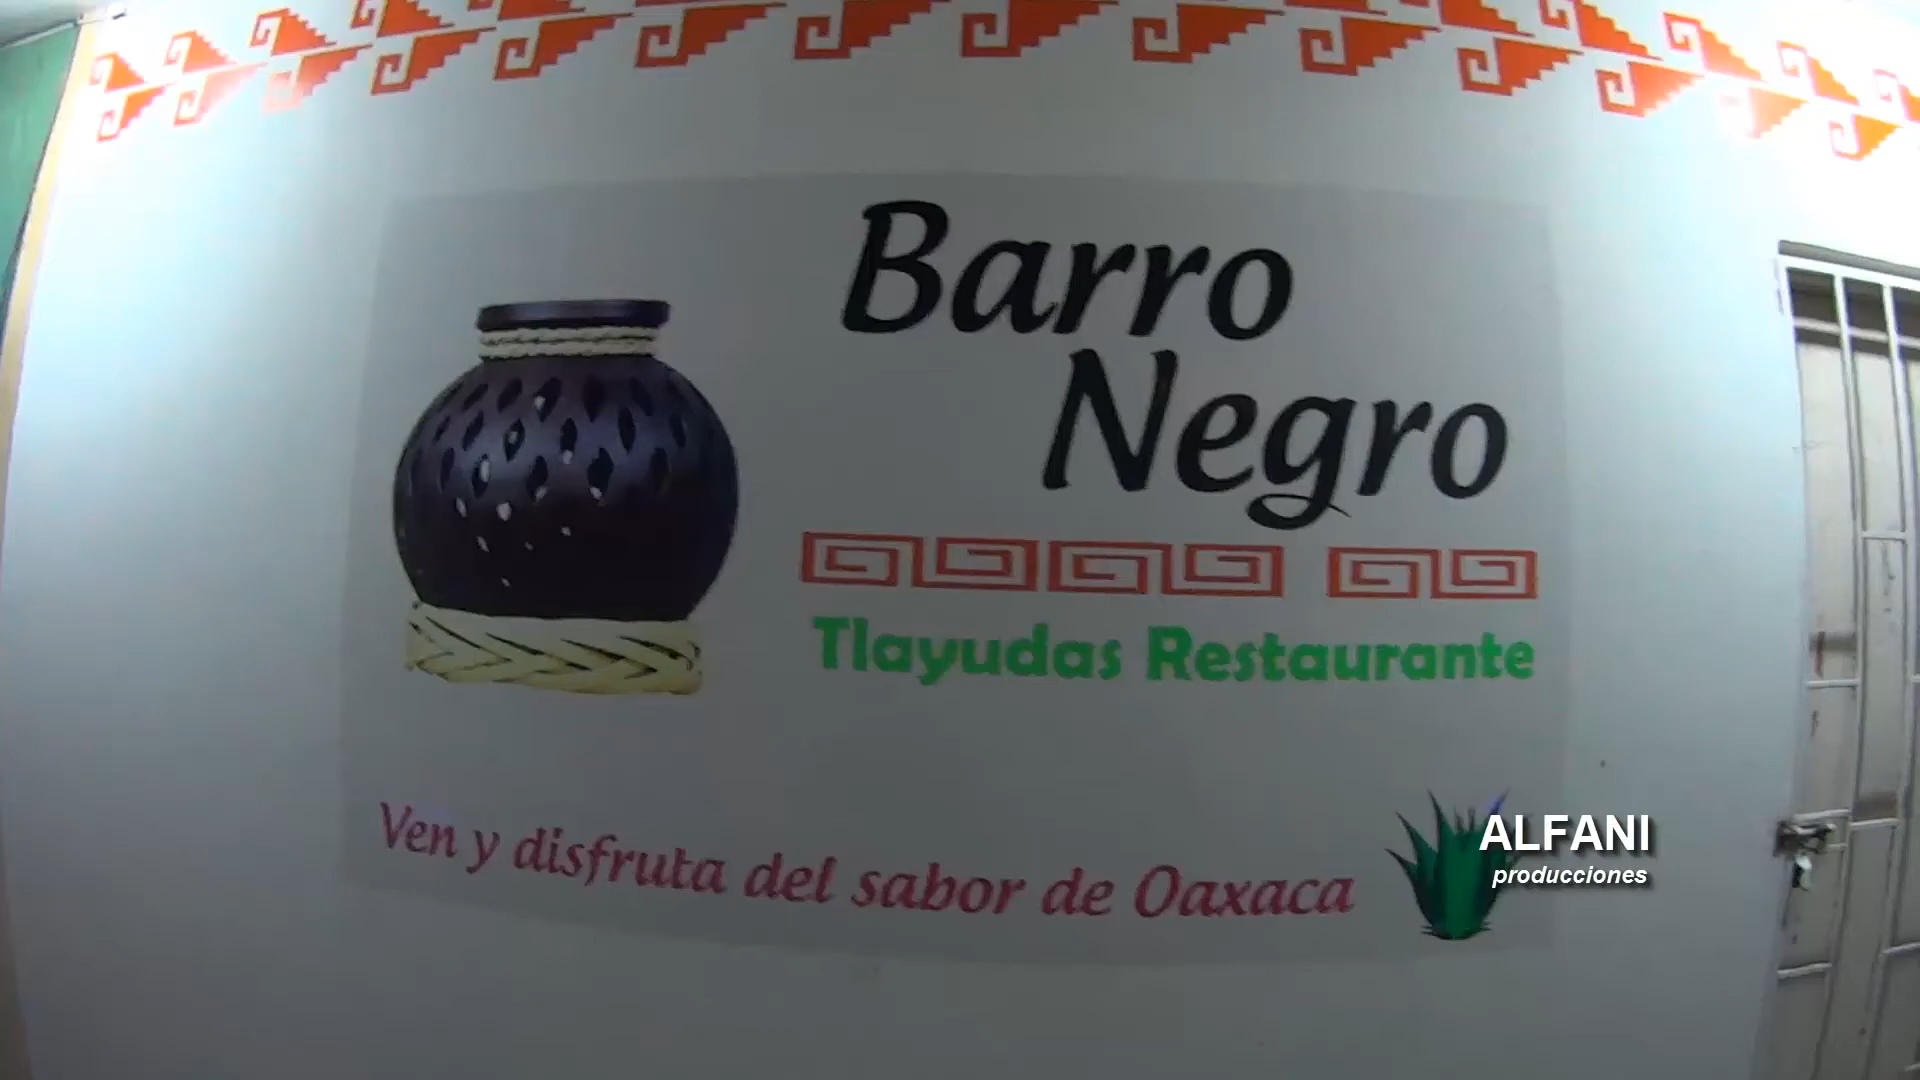 Barro
Negro
Tlayudas Restaurante
Ven y disfruta del sabor de Oaxaca
ALFANI
producciones